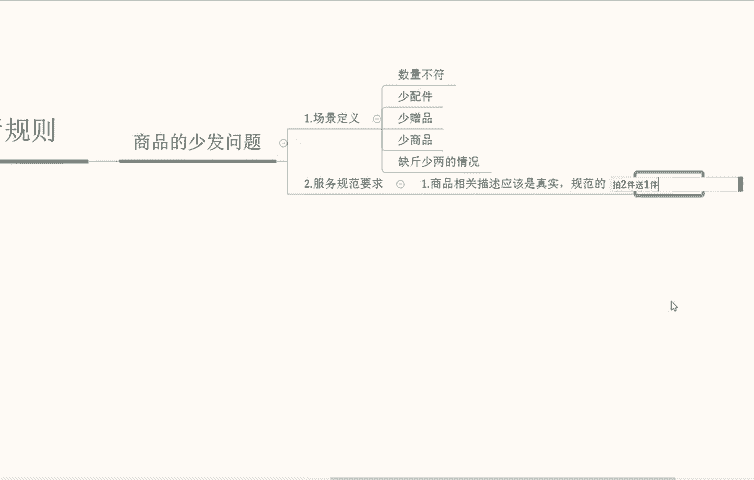 规则
商品的少发问题
1.场景定义
数量不符
少配件
少赠品
少商品
缺斤少两的情况
2.服务规范要求
1.商品相关描述应该是真实，规范的
拍2件送1件